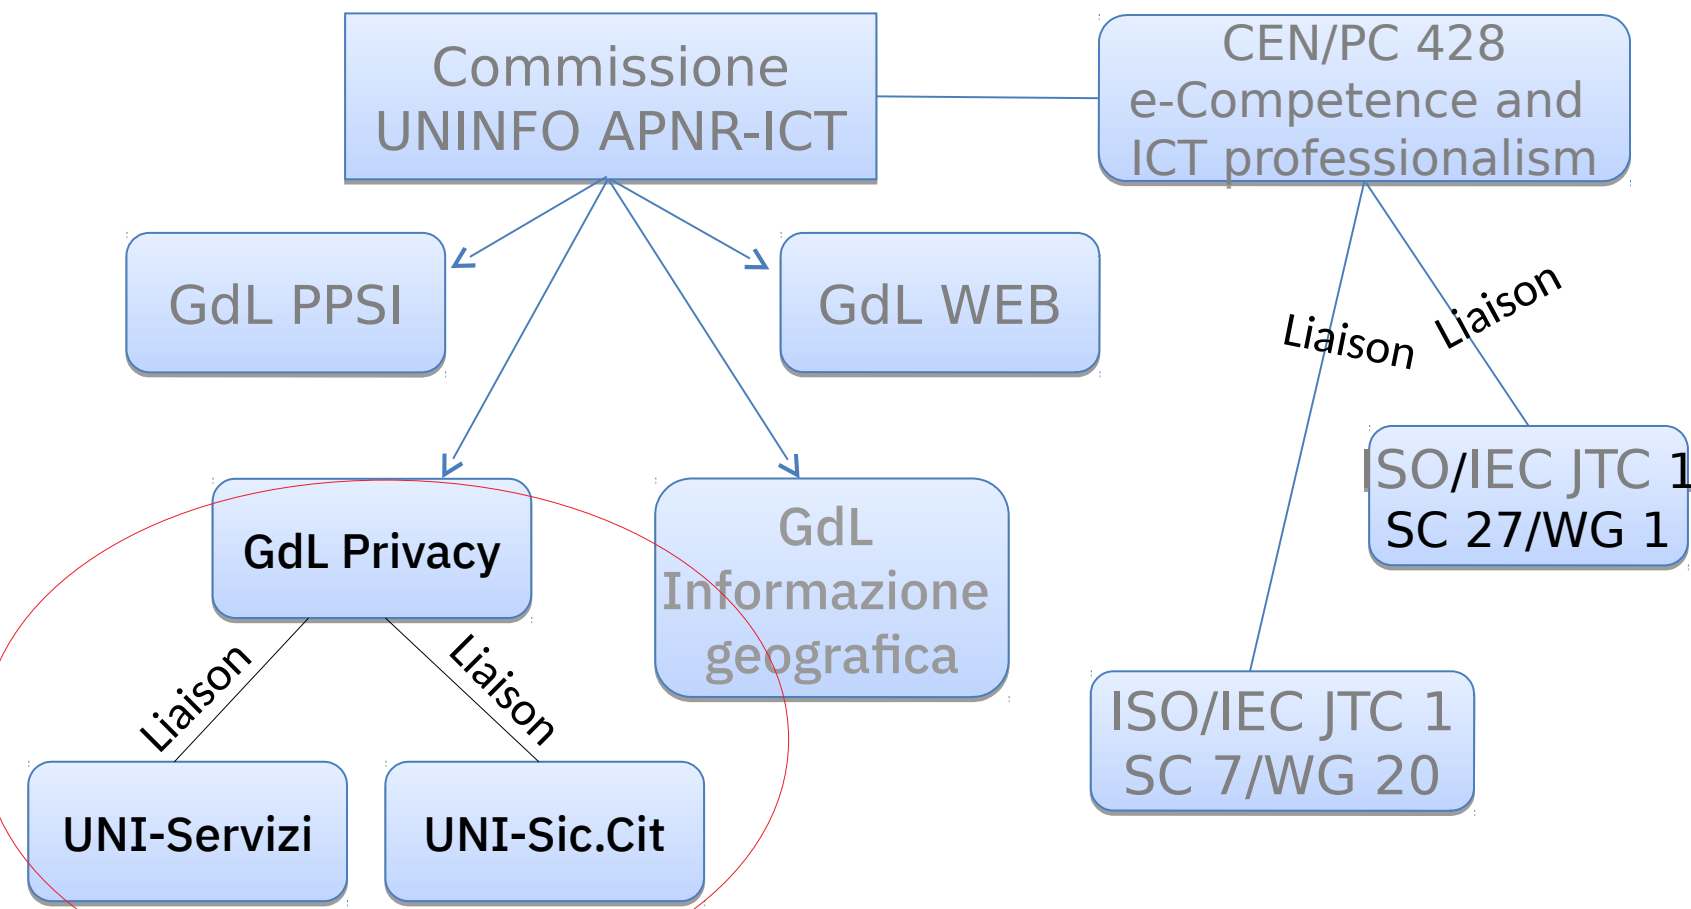 Commissione
UNINFO APNR-ICT
CEN/PC 428
e-Competence and
ICT professionalism
GdL PPSI
GdL WEB
Liaison
Liaison
ISO/IEC JTC 1
SC 27/WG 1
GdL Privacy
GdL
Informazione
geografica
Liaison
Liaison
ISO/IEC JTC 1
SC 7/WG 20
UNI-Servizi
UNI-Sic.Cit